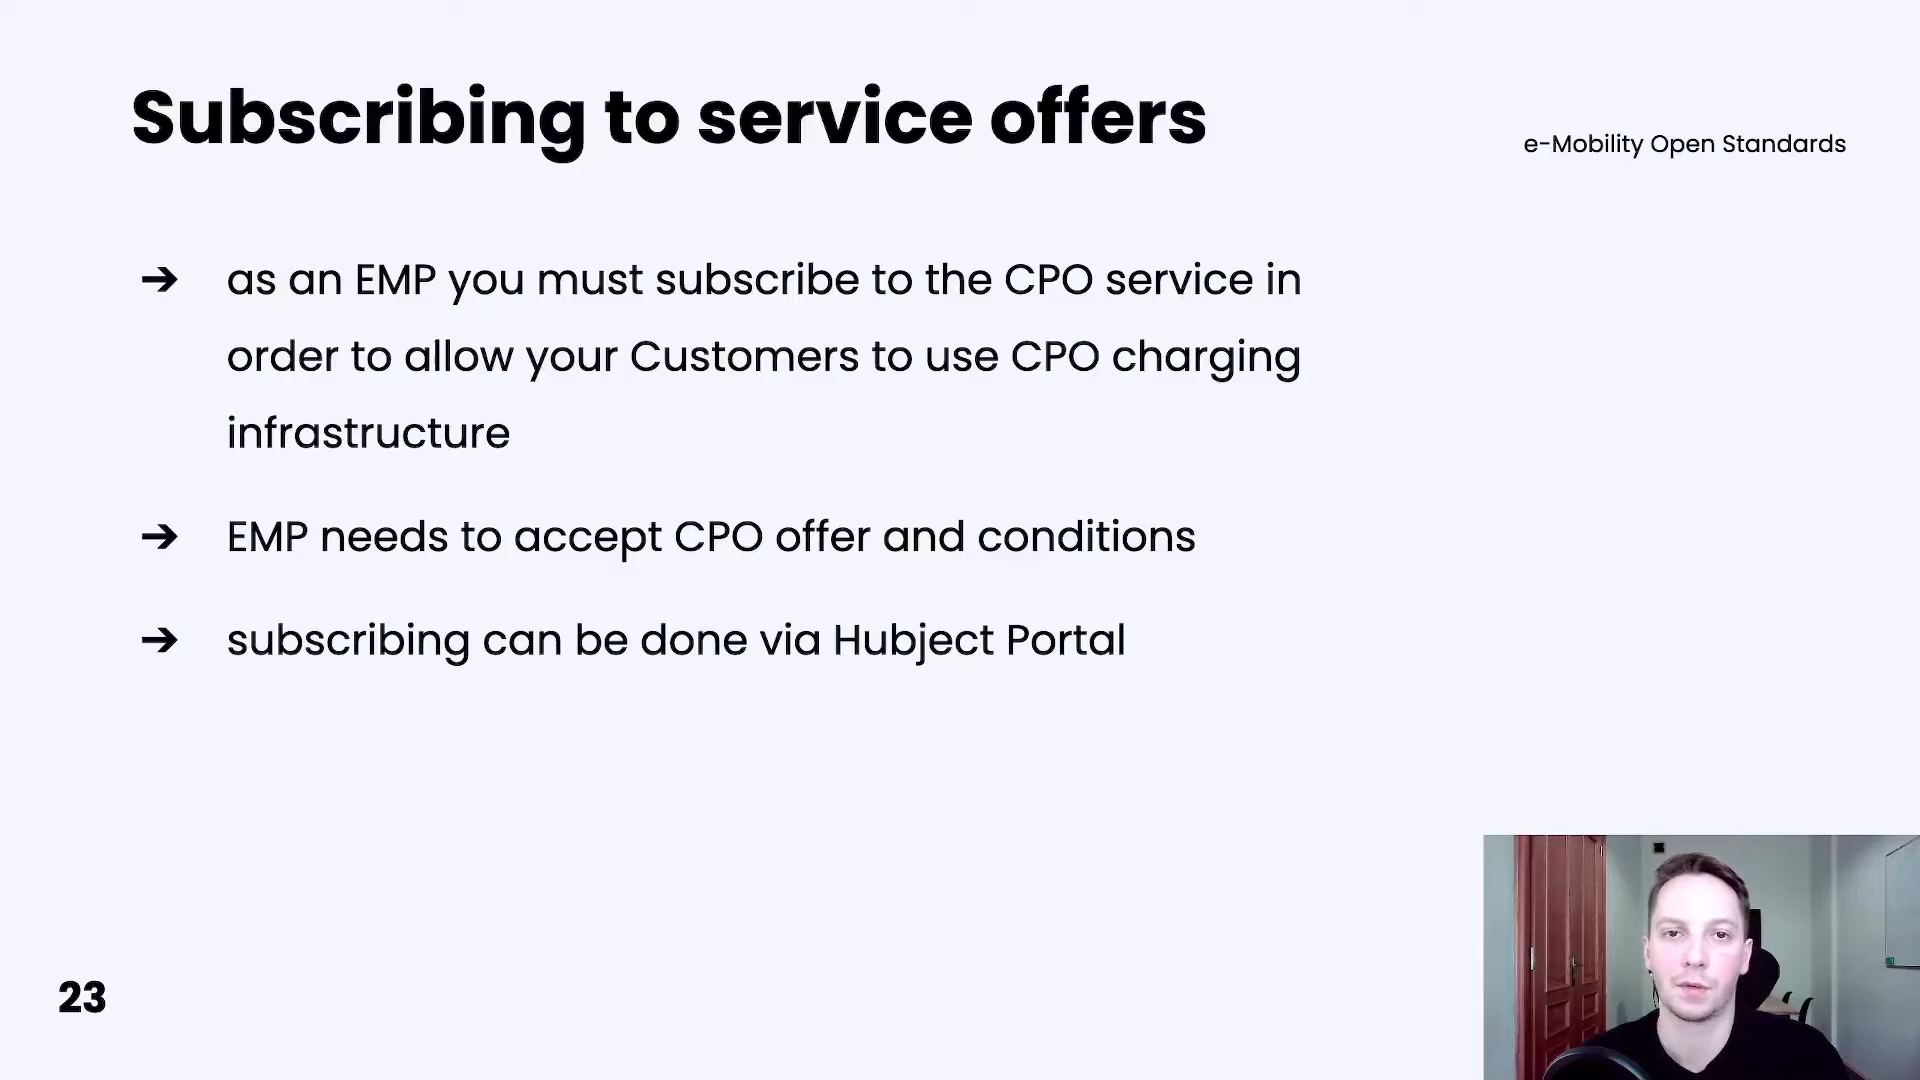 Subscribing to service offers
e-Mobility Open Standards
➔ as an EMP you must subscribe to the CPO service in
order to allow your Customers to use CPO charging
infrastructure
➔ EMP needs to accept CPO offer and conditions
➔ subscribing can be done via Hubject Portal
23